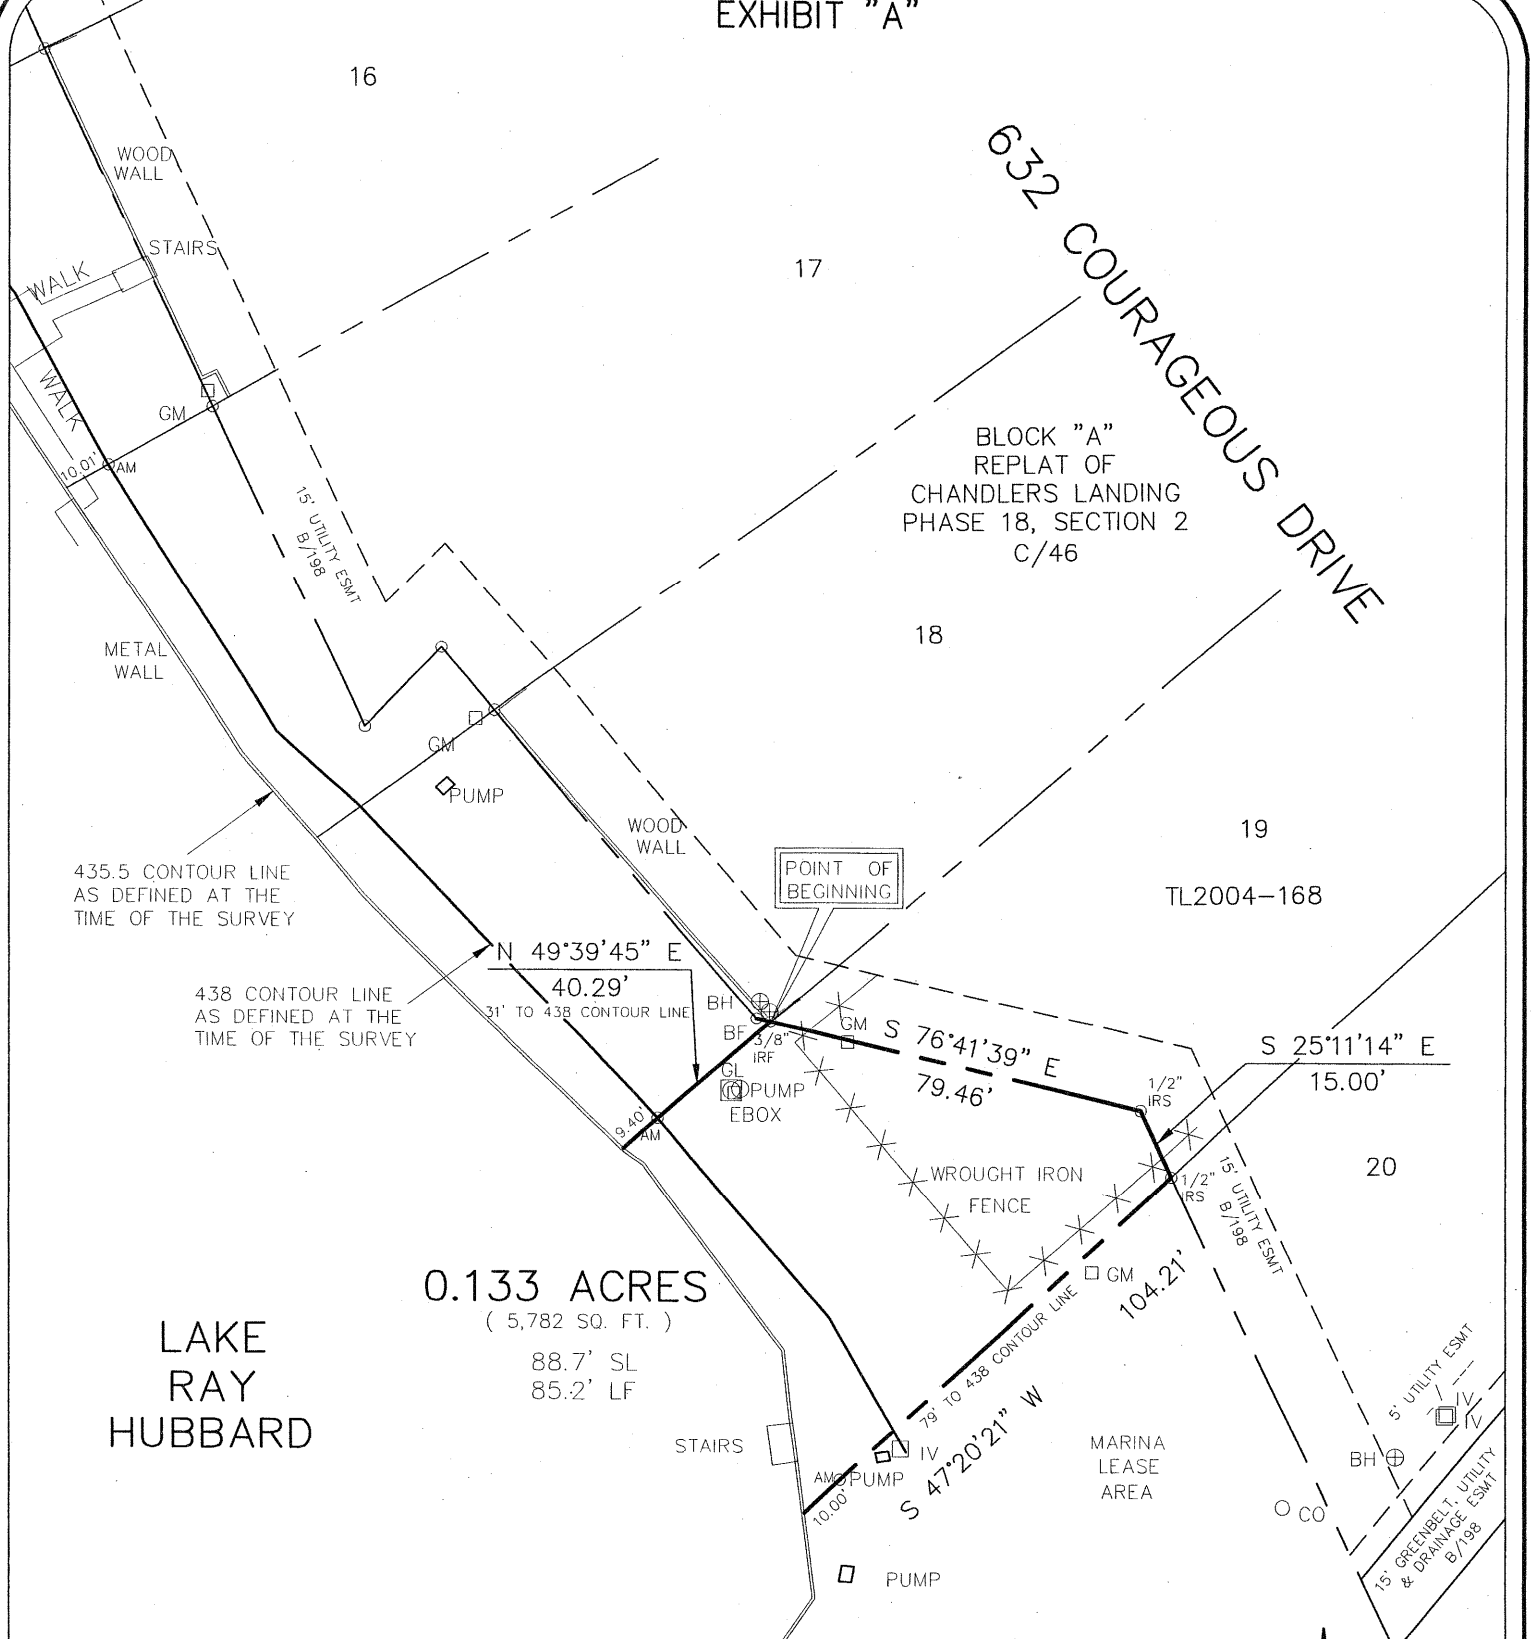 EXHIBIT "A"
16
WOOD
WALL
STAIRS
WALK
WALK
GM
10.01'
AM
17
632 COURAGEOUS DRIVE
BLOCK "A"
REPLAT OF
CHANDLERS LANDING
PHASE 18, SECTION 2
C/46
15' UTILITY ESMT
B/198
METAL
WALL
18
GM
PUMP
WOOD
WALL
19
TL2004-168
POINT OF
BEGINNING
435.5 CONTOUR LINE
AS DEFINED AT THE
TIME OF THE SURVEY
438 CONTOUR LINE
AS DEFINED AT THE
TIME OF THE SURVEY
N 49°39'45" E
40.29'
31' TO 438 CONTOUR LINE
BH
BF
3/8"
IRF
GM
S 76°41'39" E
79.46'
S 25°11'14" E
15.00'
1/2"
IRS
GL
PUMP
EBOX
9.40'
AM
WROUGHT IRON
FENCE
1/2"
IRS
15' UTILITY ESMT
B/198
20
GM
104.21'
0.133 ACRES
( 5,782 SQ. FT. )
88.7' SL
85.2' LF
LAKE
RAY
HUBBARD
79' TO 438 CONTOUR LINE
S 47°20'21" W
STAIRS
IV
AM
PUMP
10.00'
PUMP
MARINA
LEASE
AREA
5' UTILITY ESMT
IV
IV
BH
CO
15' GREENBELT, UTILITY
& DRAINAGE ESMT
B/198